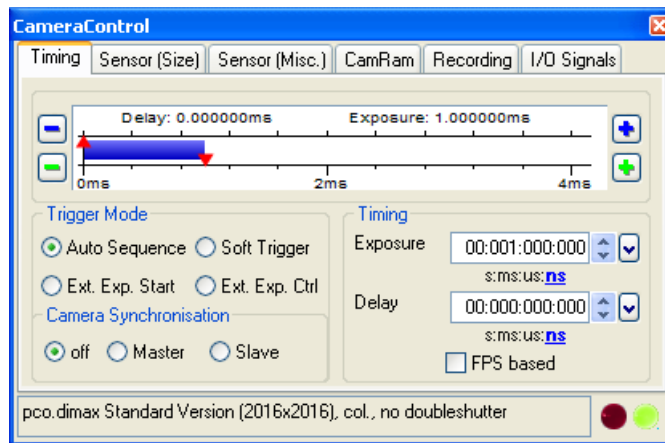 CameraControl
Timing Sensor (Size) Sensor (Misc.) CamRam Recording I/O Signals
Delay: 0.000000ms Exposure: 1.000000ms
0ms 2ms 4ms
Trigger Mode
Auto Sequence Soft Trigger
Ext. Exp. Start Ext. Exp. Ctrl
Camera Synchronisation
off Master Slave
Timing
Exposure 00:001:000:000
s:ms:us:ns
Delay 00:000:000:000
s:ms:us:ns
FPS based
pco.dimax Standard Version (2016x2016), col., no doubleshutter